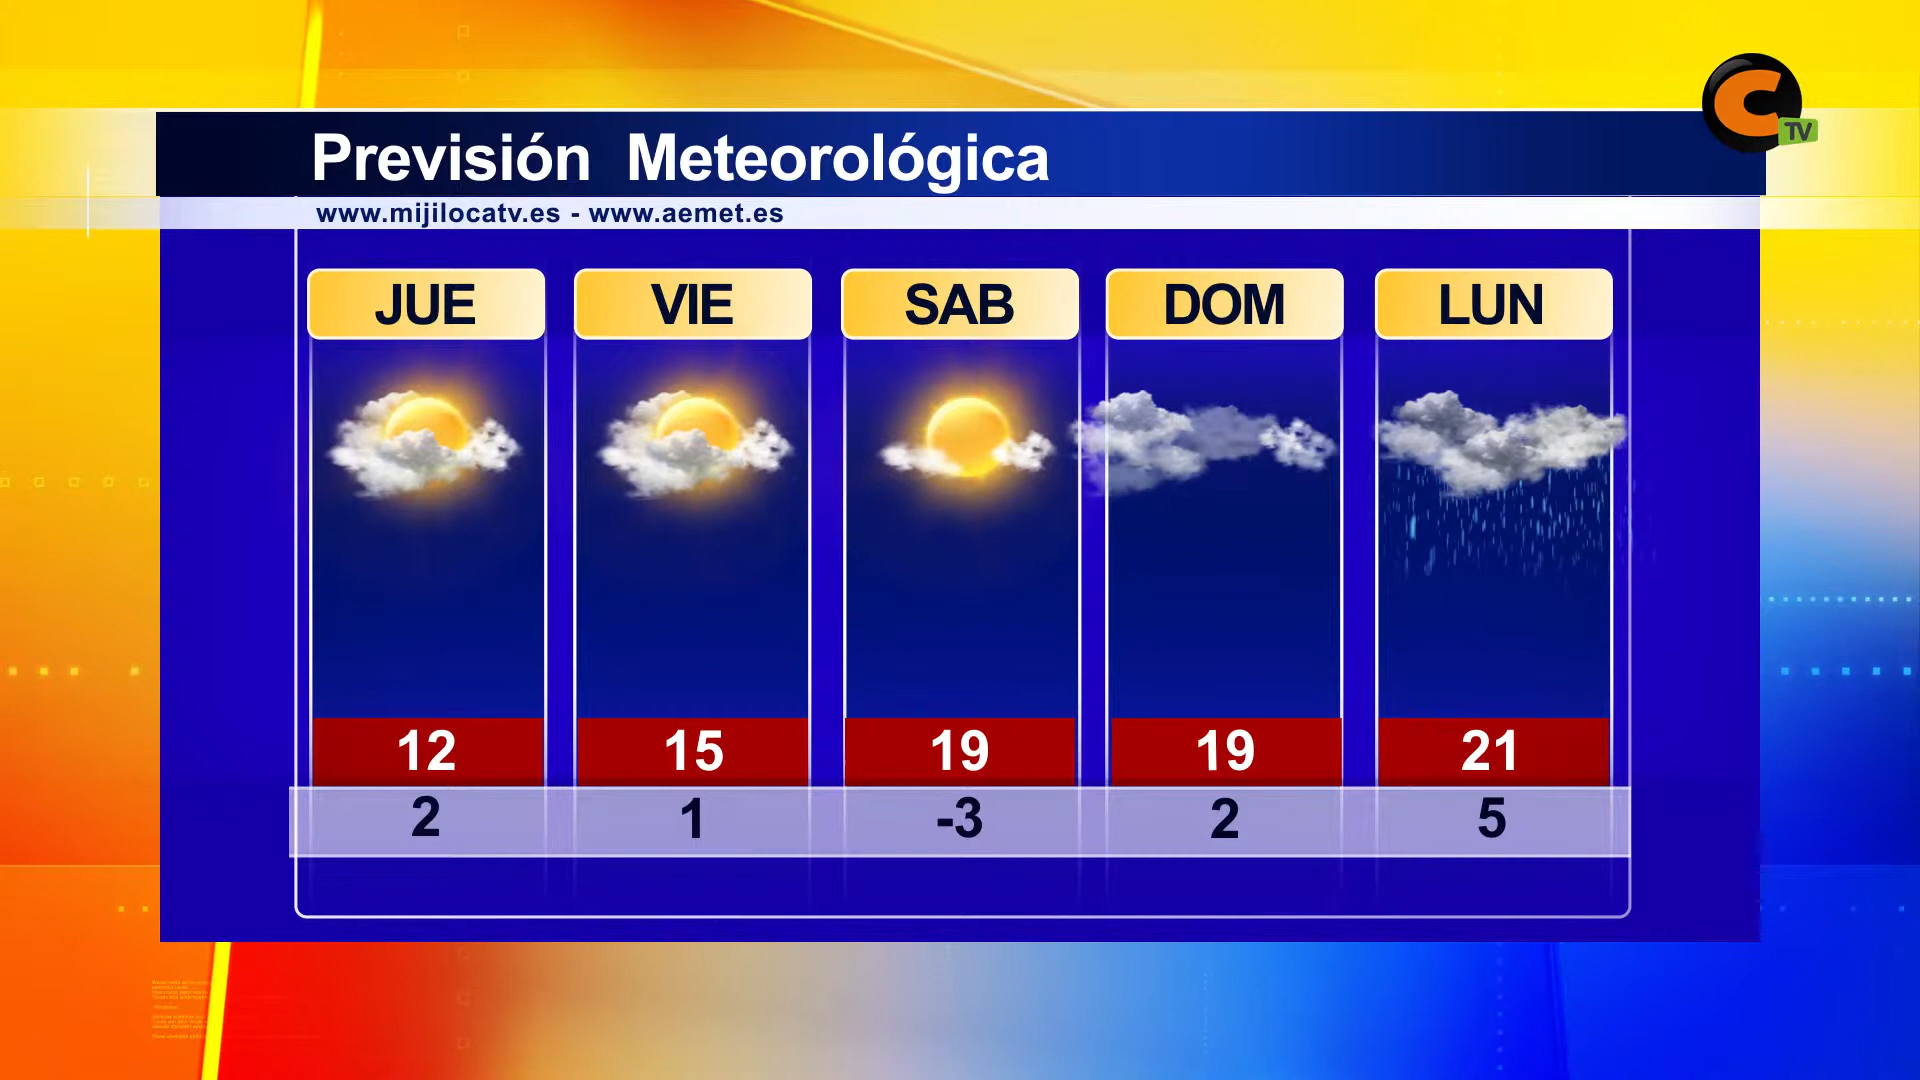 C
TV
Previsión Meteorológica
www.mijilocatv.es - www.aemet.es
JUE VIE SAB DOM LUN
12 15 19 19 21
2 1 -3 2 5